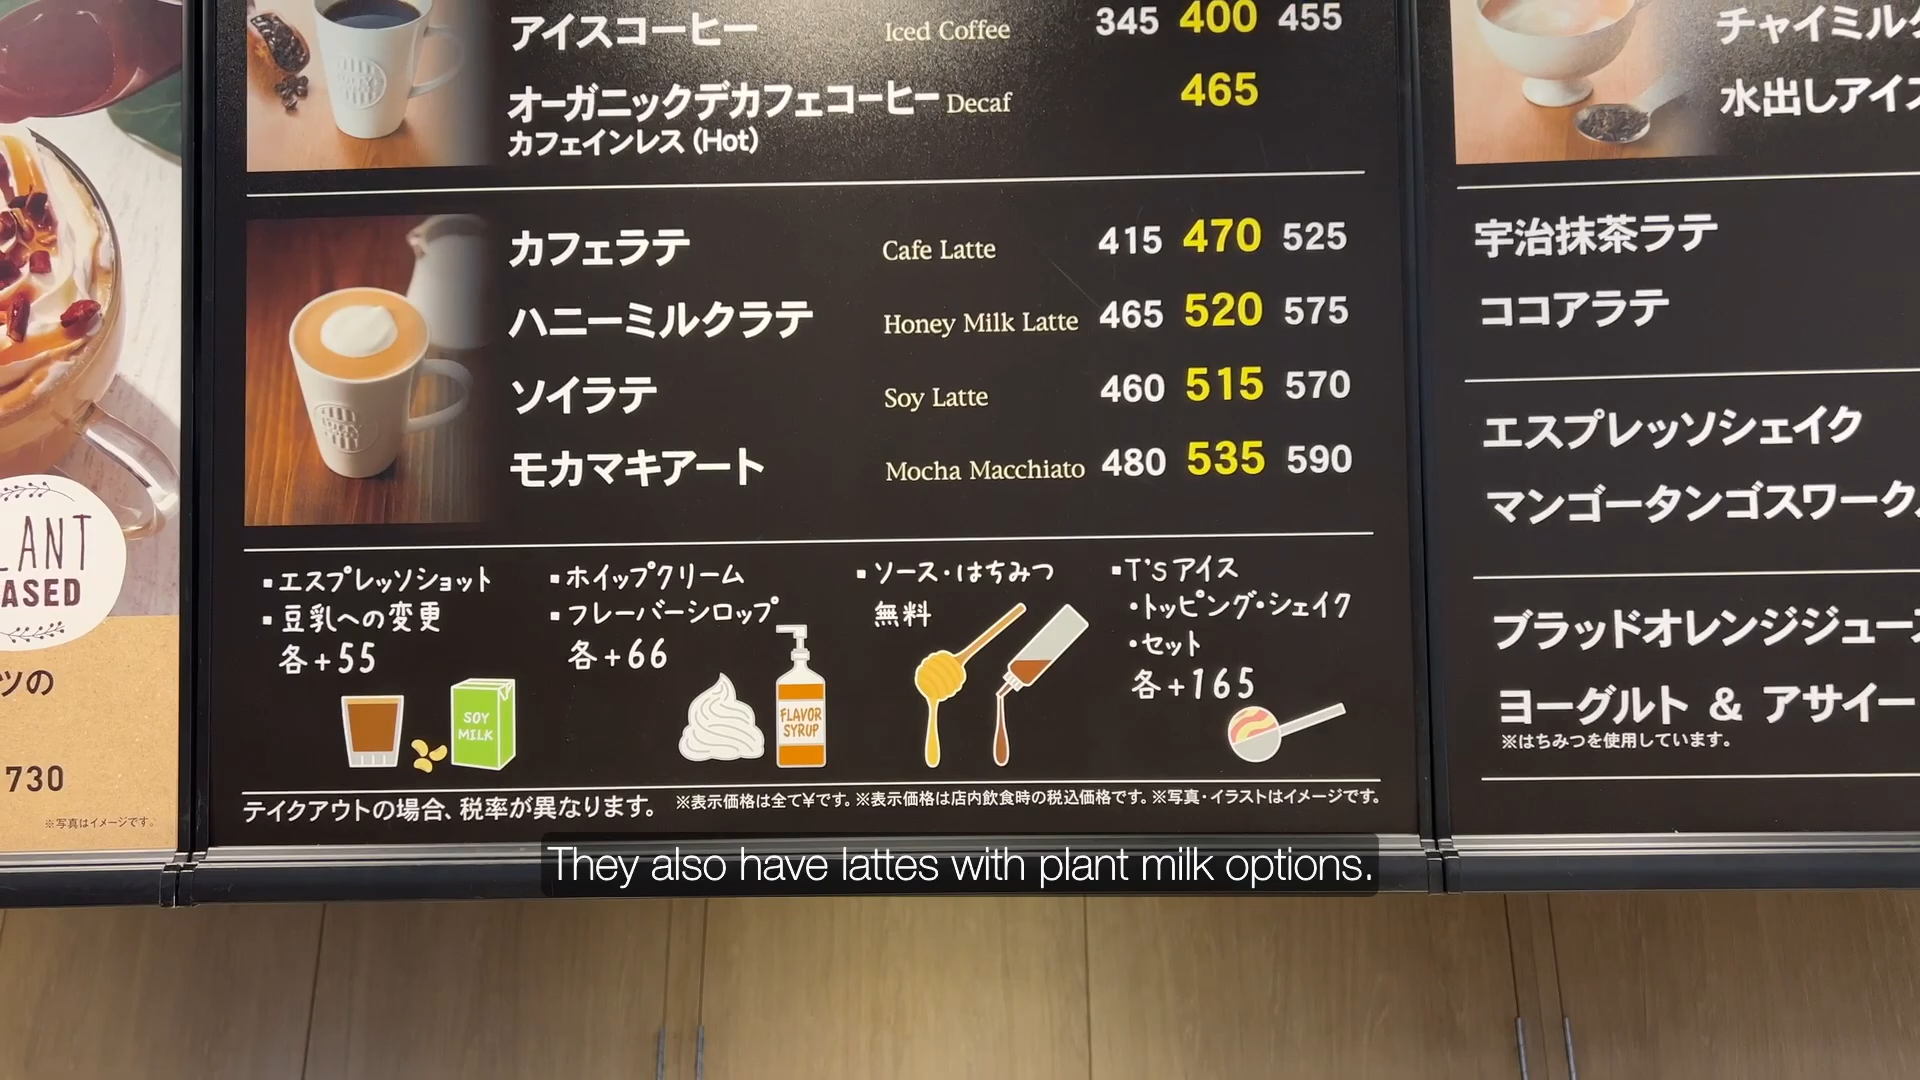 アイスコーヒー Iced Coffee 345 400 455
オーガニックデカフェコーヒー Decaf 465
カフェインレス (Hot)
カフェラテ Cafe Latte 415 470 525
ハニーミルクラテ Honey Milk Latte 465 520 575
ソイラテ Soy Latte 460 515 570
モカマキアート Mocha Macchiato 480 535 590
▪エスプレッソショット
▪豆乳への変更
各+55
SOY
MILK
▪ホイップクリーム
▪フレーバーシロップ
各+66
FLAVOR
SYRUP
▪ソース・はちみつ
無料
▪T'sアイス
・トッピング・シェイク
・セット
各+165
テイクアウトの場合、税率が異なります。 ※表示価格は全て¥です。※表示価格は店内飲食時の税込価格です。※写真・イラストはイメージです。
チャイミルク
水出しアイス
宇治抹茶ラテ
ココアラテ
エスプレッソシェイク
マンゴータンゴスワーク
ブラッドオレンジジュース
ヨーグルト & アサイー
※はちみつを使用しています。
LANT
ASED
ツの
730
※写真はイメージです。
They also have lattes with plant milk options.